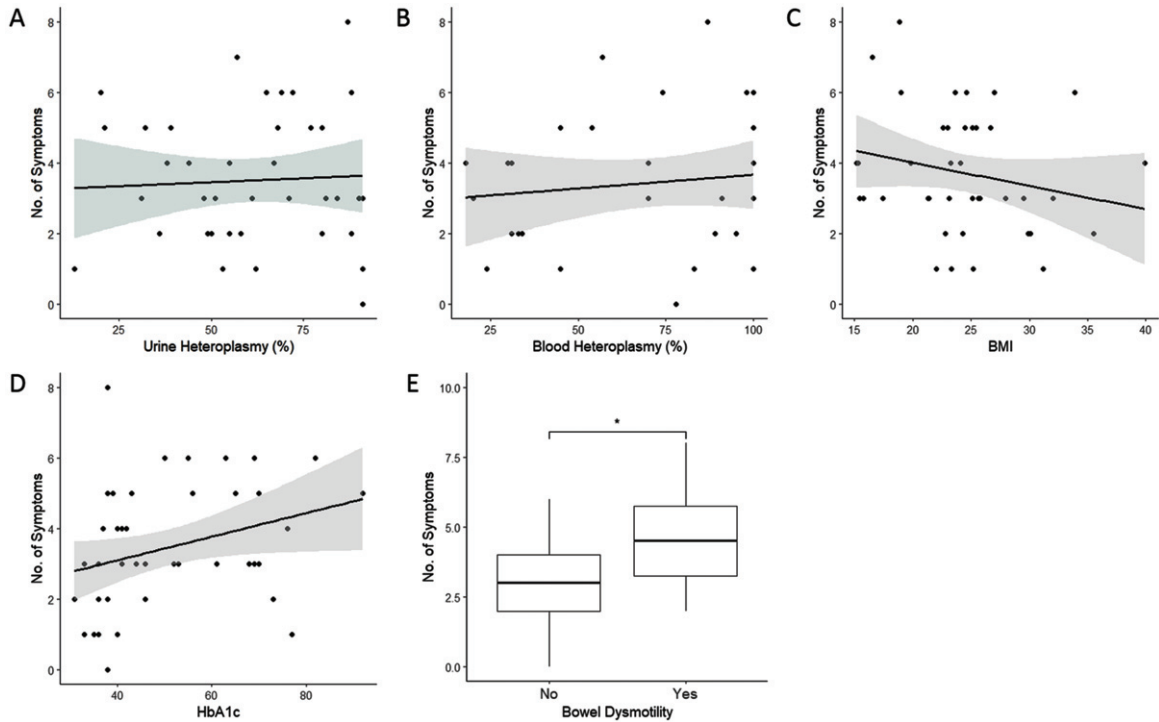 A
No. of Symptoms
8
6
4
2
0
25
50
75
Urine Heteroplasmy (%)
B
No. of Symptoms
8
6
4
2
0
25
50
75
100
Blood Heteroplasmy (%)
C
No. of Symptoms
8
6
4
2
0
15
20
25
30
35
40
BMI
D
No. of Symptoms
8
6
4
2
0
40
60
80
HbA1c
E
No. of Symptoms
10.0
7.5
5.0
2.5
0.0
*
No
Yes
Bowel Dysmotility